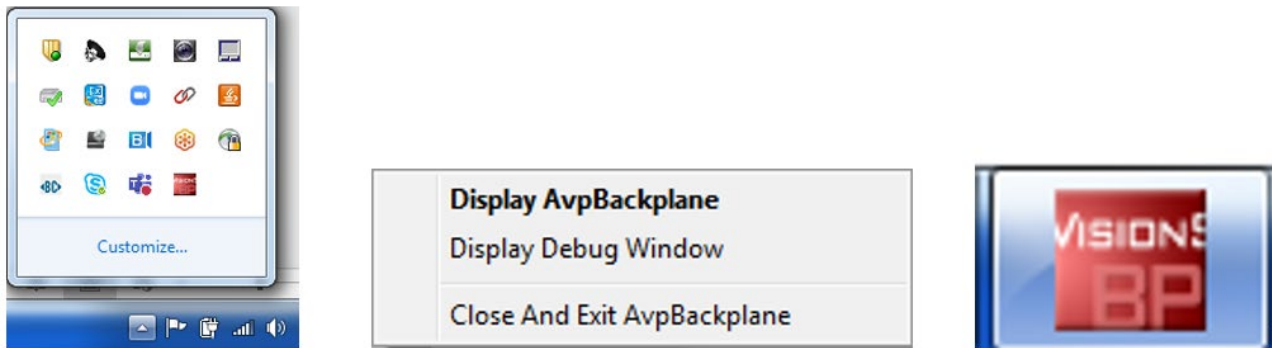 Customize...
Display AvpBackplane
Display Debug Window
Close And Exit AvpBackplane
VISIONS
BP